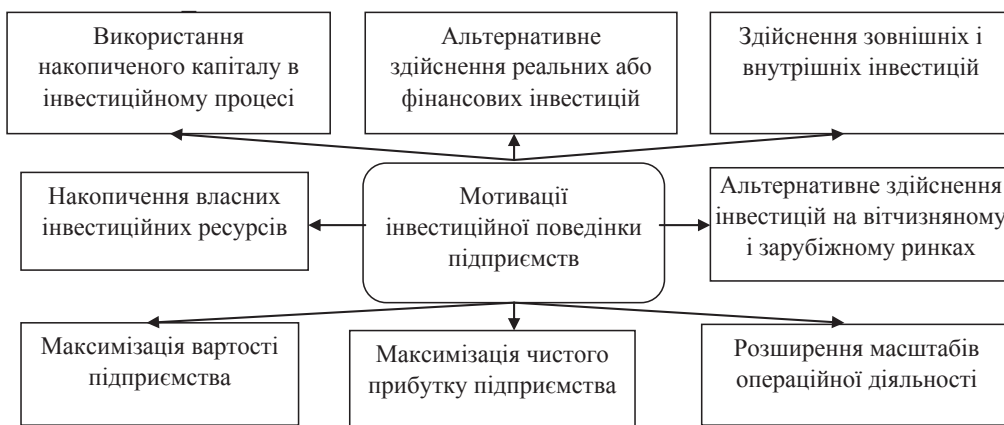 Використання
накопиченого капіталу в
інвестиційному процесі
Альтернативне
здійснення реальних або
фінансових інвестицій
Здійснення зовнішніх і
внутрішніх інвестицій
Накопичення власних
інвестиційних ресурсів
Мотивації
інвестиційної поведінки
підприємств
Альтернативне здійснення
інвестицій на вітчизняному
і зарубіжному ринках
Максимізація вартості
підприємства
Максимізація чистого
прибутку підприємства
Розширення масштабів
операційної діяльності